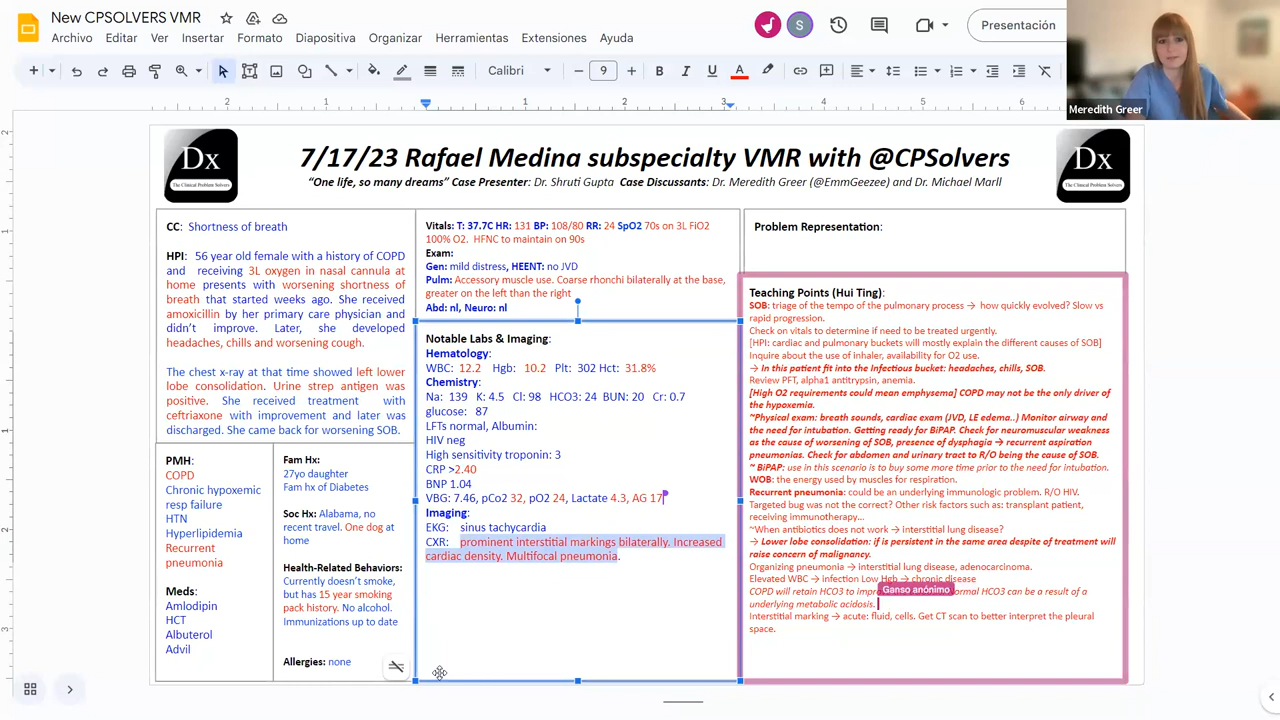 New CPSOLVERS VMR
Archivo Editar Ver Insertar Formato Diapositiva Organizar Herramientas Extensiones Ayuda
S
Presentación
Calibri
9
Meredith Greer
2 1 1 2 4 5 6
Dx
The Clinical Problem Solvers
7/17/23 Rafael Medina subspecialty VMR with @CPSolvers
"One life, so many dreams" Case Presenter: Dr. Shruti Gupta Case Discussants: Dr. Meredith Greer (@EmmGeezee) and Dr. Michael Marll
Dx
The Clinical Problem Solvers
CC: Shortness of breath
HPI: 56 year old female with a history of COPD
and receiving 3L oxygen in nasal cannula at
home presents with worsening shortness of
breath that started weeks ago. She received
amoxicillin by her primary care physician and
didn't improve. Later, she developed
headaches, chills and worsening cough.
The chest x-ray at that time showed left lower
lobe consolidation. Urine strep antigen was
positive. She received treatment with
ceftriaxone with improvement and later was
discharged. She came back for worsening SOB.
PMH:
COPD
Chronic hypoxemic
resp failure
HTN
Hyperlipidemia
Recurrent
pneumonia
Meds:
Amlodipin
HCT
Albuterol
Advil
Fam Hx:
27yo daughter
Fam hx of Diabetes
Soc Hx: Alabama, no
recent travel. One dog at
home
Health-Related Behaviors:
Currently doesn't smoke,
but has 15 year smoking
pack history. No alcohol.
Immunizations up to date
Allergies: none
Vitals: T: 37.7C HR: 131 BP: 108/80 RR: 24 SpO2 70s on 3L FiO2
100% O2. HFNC to maintain on 90s
Exam:
Gen: mild distress, HEENT: no JVD
Pulm: Accessory muscle use. Coarse rhonchi bilaterally at the base,
greater on the left than the right
Abd: nl, Neuro: nl
Notable Labs & Imaging:
Hematology:
WBC: 12.2 Hgb: 10.2 Plt: 302 Hct: 31.8%
Chemistry:
Na: 139 K: 4.5 Cl: 98 HCO3: 24 BUN: 20 Cr: 0.7
glucose: 87
LFTs normal, Albumin:
HIV neg
High sensitivity troponin: 3
CRP >2.40
BNP 1.04
VBG: 7.46, pCo2 32, pO2 24, Lactate 4.3, AG 17
Imaging:
EKG: sinus tachycardia
CXR: prominent interstitial markings bilaterally. Increased
cardiac density. Multifocal pneumonia.
Problem Representation:
Teaching Points (Hui Ting):
SOB: triage of the tempo of the pulmonary process → how quickly evolved? Slow vs
rapid progression.
Check on vitals to determine if need to be treated urgently.
[HPI: cardiac and pulmonary buckets will mostly explain the different causes of SOB]
Inquire about the use of inhaler, availability for O2 use.
→ In this patient fit into the Infectious bucket: headaches, chills, SOB.
Review PFT, alpha1 antitrypsin, anemia.
[High O2 requirements could mean emphysema] COPD may not be the only driver of
the hypoxemia.
~Physical exam: breath sounds, cardiac exam (JVD, LE edema..) Monitor airway and
the need for intubation. Getting ready for BiPAP. Check for neuromuscular weakness
as the cause of worsening of SOB, presence of dysphagia → recurrent aspiration
pneumonias. Check for abdomen and urinary tract to R/O being the cause of SOB.
~ BiPAP: use in this scenario is to buy some more time prior to the need for intubation.
WOB: the energy used by muscles for respiration.
Recurrent pneumonia: could be an underlying immunologic problem. R/O HIV.
Targeted bug was not the correct? Other risk factors such as: transplant patient,
receiving immunotherapy...
~When antibiotics does not work → interstitial lung disease?
→ Lower lobe consolidation: if is persistent in the same area despite of treatment will
raise concern of malignancy.
Organizing pneumonia → interstitial lung disease, adenocarcinoma.
Elevated WBC → infection Low Hgb → chronic disease
COPD will retain HCO3 to impr Ganso anónimo ormal HCO3 can be a result of a
underlying metabolic acidosis.
Interstitial marking → acute: fluid, cells. Get CT scan to better interpret the pleural
space.